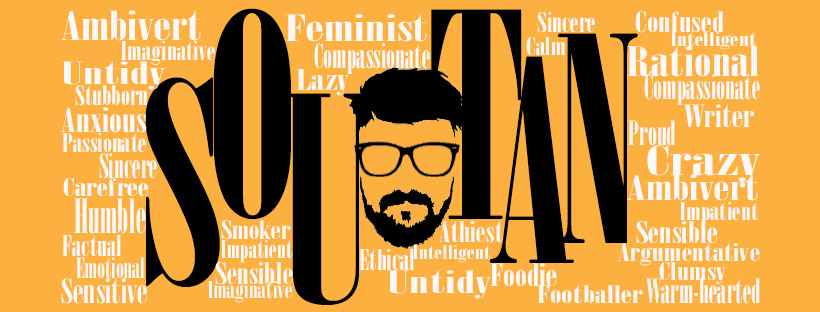 Ambivert
Imaginative
Untidy
Stubborn
Anxious
Passionate
Sincere
Carefree
Humble
Factual
Emotional
Sensitive
SOUTAN
Feminist
Compassionate
Lazy
Smoker
Impatient
Sensible
Imaginative
Athiest
Intelligent
Ethical
Untidy
Foodie
Footballer
Sincere
Calm
Confused
Intelligent
Rational
Compassionate
Writer
Proud
Crazy
Ambivert
Impatient
Sensible
Argumentative
Clumsy
Warm-hearted